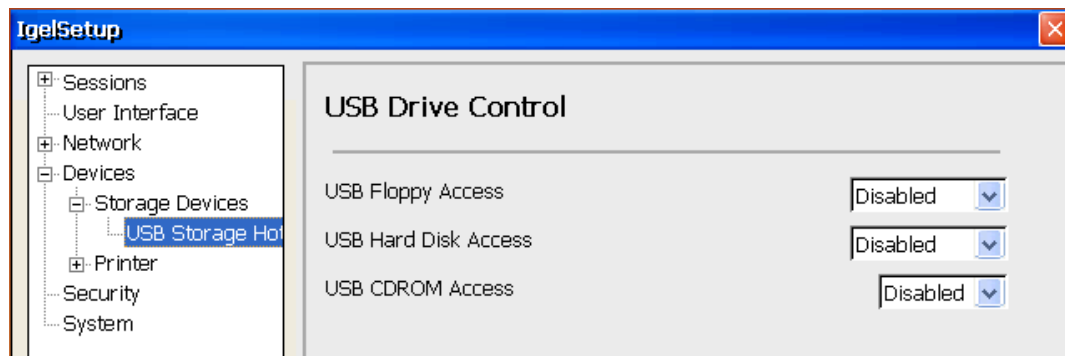 IgelSetup
Sessions
User Interface
Network
Devices
Storage Devices
USB Storage Hot
Printer
Security
System
USB Drive Control
USB Floppy Access Disabled
USB Hard Disk Access Disabled
USB CDROM Access Disabled